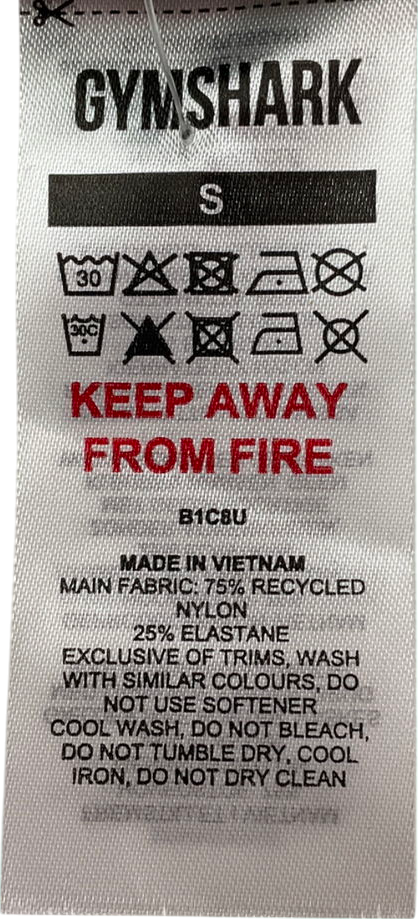 GYMSHARK
S
30
30C
KEEP AWAY
FROM FIRE
B1C8U
MADE IN VIETNAM
MAIN FABRIC: 75% RECYCLED
NYLON
25% ELASTANE
EXCLUSIVE OF TRIMS, WASH
WITH SIMILAR COLOURS, DO
NOT USE SOFTENER
COOL WASH, DO NOT BLEACH,
DO NOT TUMBLE DRY, COOL
IRON, DO NOT DRY CLEAN